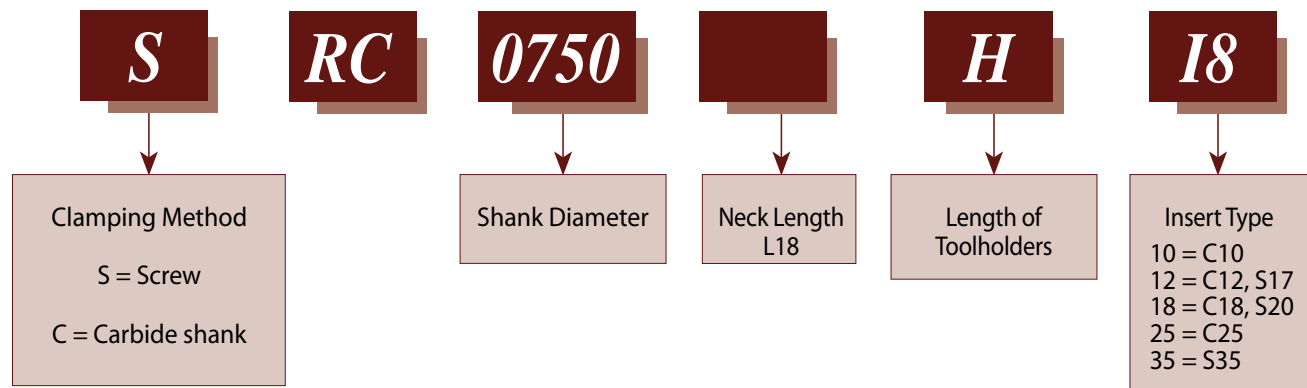 S RC 0750 H I8
Clamping Method
S = Screw
C = Carbide shank
Shank Diameter
Neck Length
L18
Length of
Toolholders
Insert Type
10 = C10
12 = C12, S17
18 = C18, S20
25 = C25
35 = S35